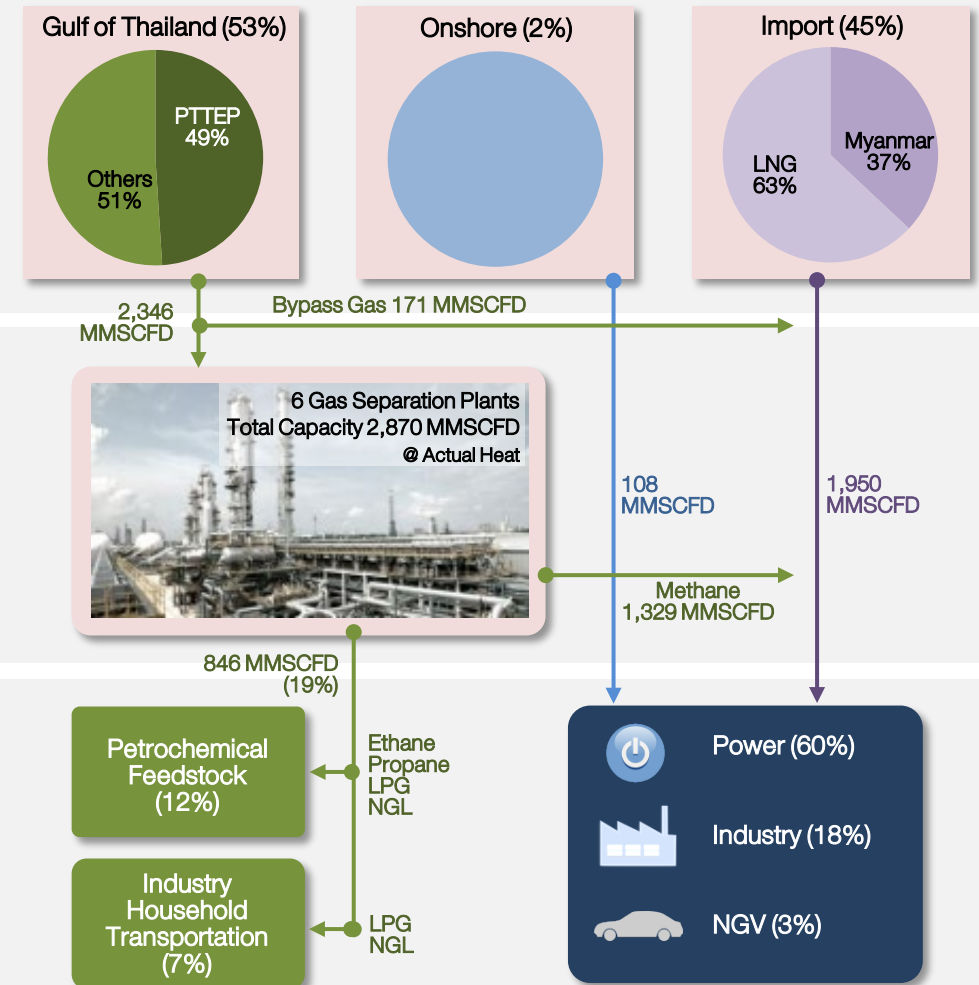 Gulf of Thailand (53%)
Onshore (2%)
Import (45%)
PTTEP
49%
Others
51%
Myanmar
37%
LNG
63%
2,346
MMSCFD
Bypass Gas 171 MMSCFD
6 Gas Separation Plants
Total Capacity 2,870 MMSCFD
@ Actual Heat
108
MMSCFD
1,950
MMSCFD
Methane
1,329 MMSCFD
846 MMSCFD
(19%)
Petrochemical
Feedstock
(12%)
Ethane
Propane
LPG
NGL
Industry
Household
Transportation
(7%)
LPG
NGL
Power (60%)
Industry (18%)
NGV (3%)